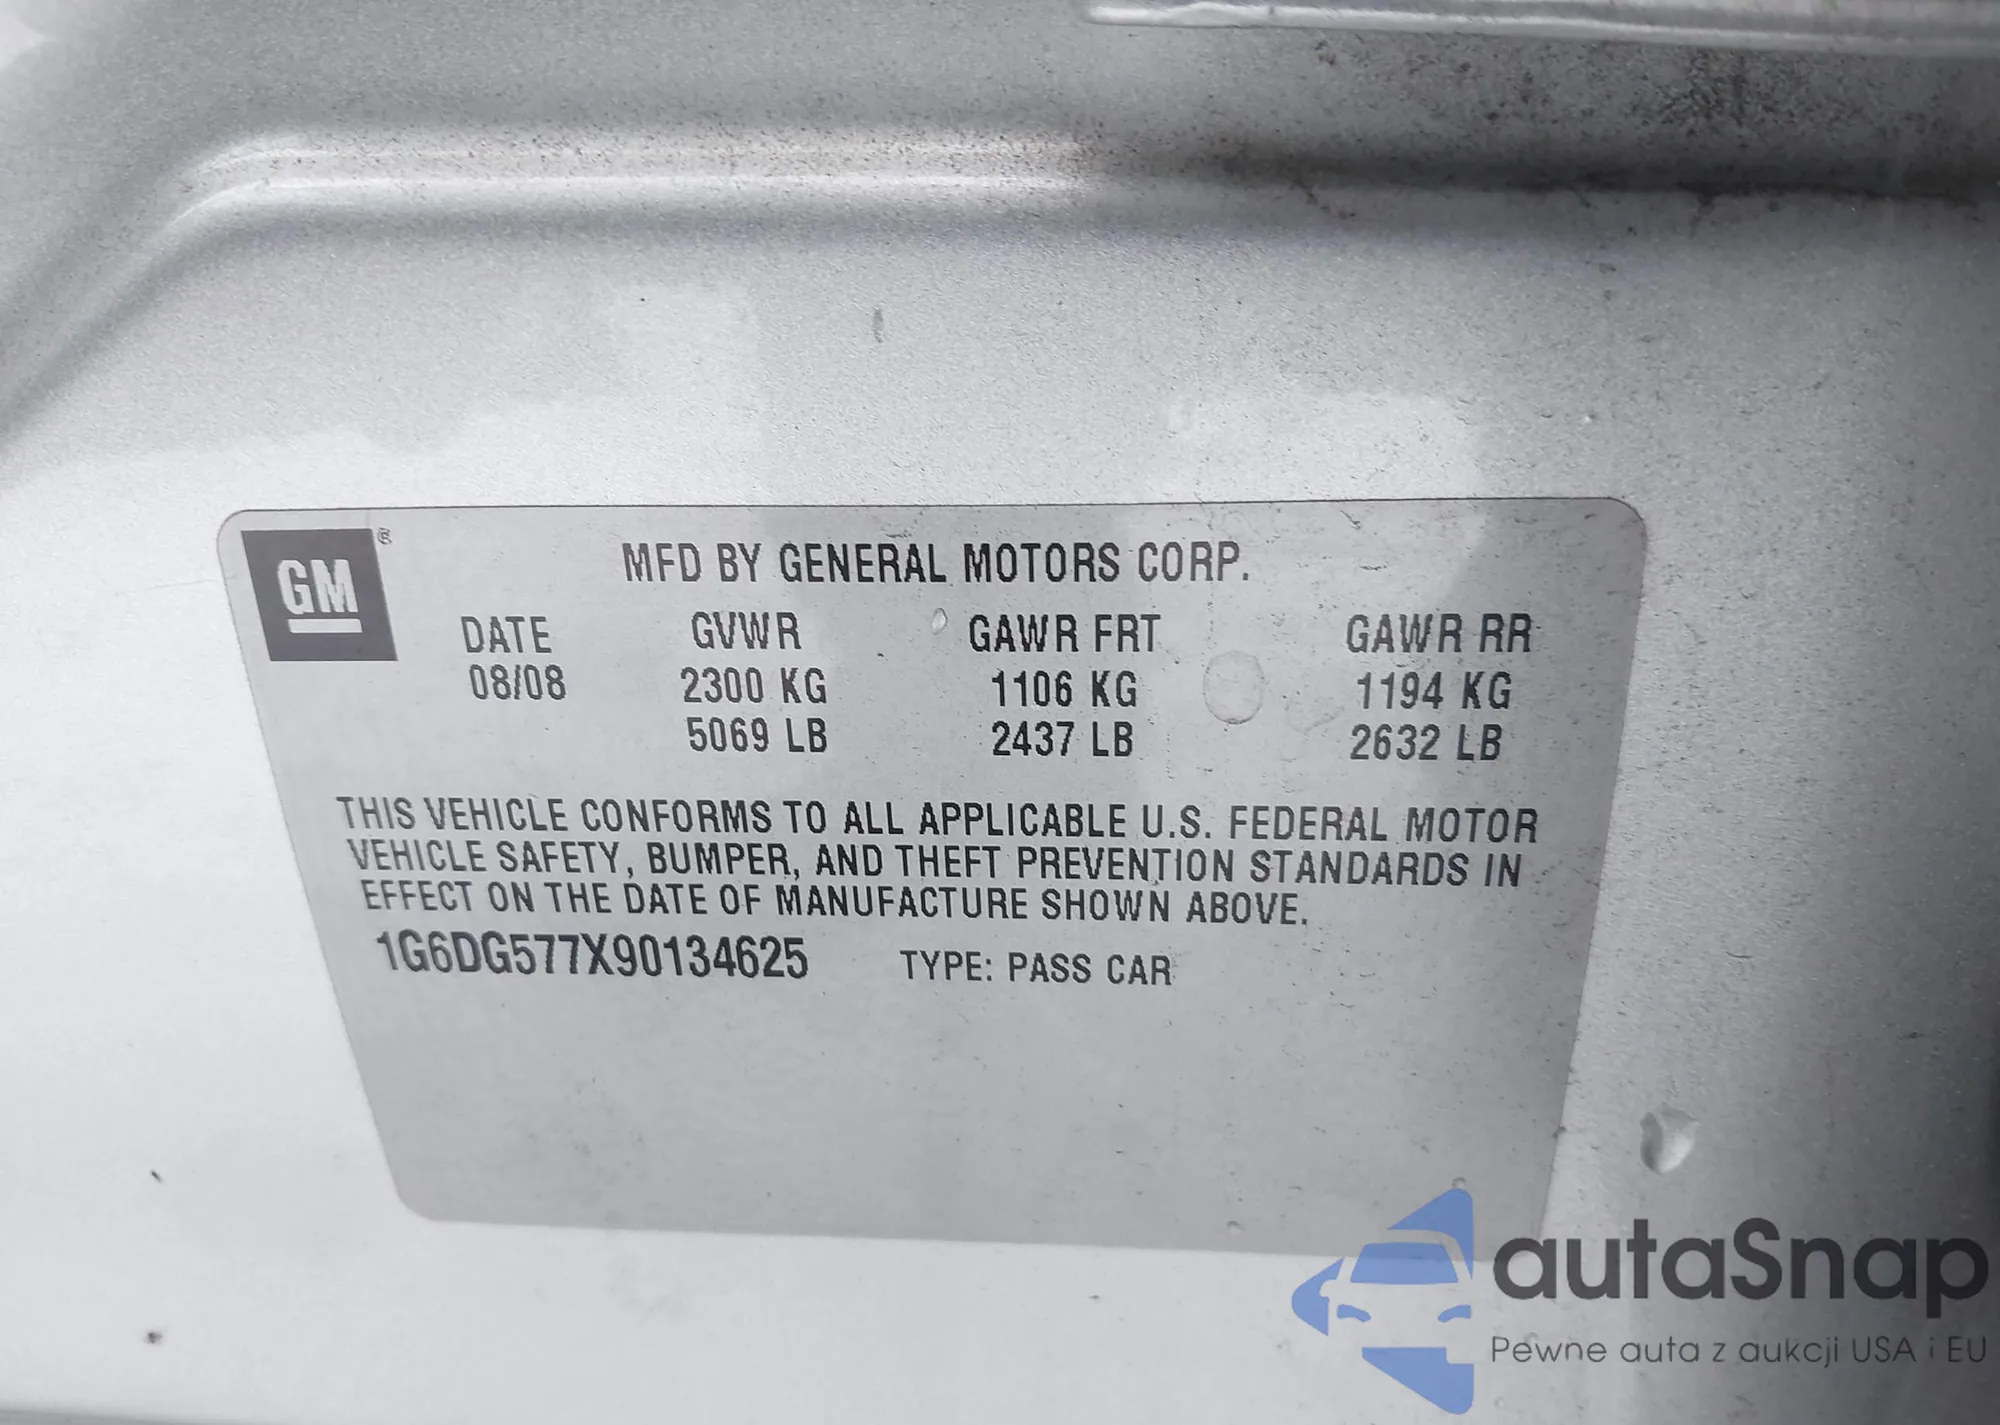 GM ®
MFD BY GENERAL MOTORS CORP.
DATE GVWR GAWR FRT GAWR RR
08/08 2300 KG 1106 KG 1194 KG
5069 LB 2437 LB 2632 LB
THIS VEHICLE CONFORMS TO ALL APPLICABLE U.S. FEDERAL MOTOR
VEHICLE SAFETY, BUMPER, AND THEFT PREVENTION STANDARDS IN
EFFECT ON THE DATE OF MANUFACTURE SHOWN ABOVE.
1G6DG577X90134625 TYPE: PASS CAR
autaSnap
Pewne auta z aukcji USA i EU